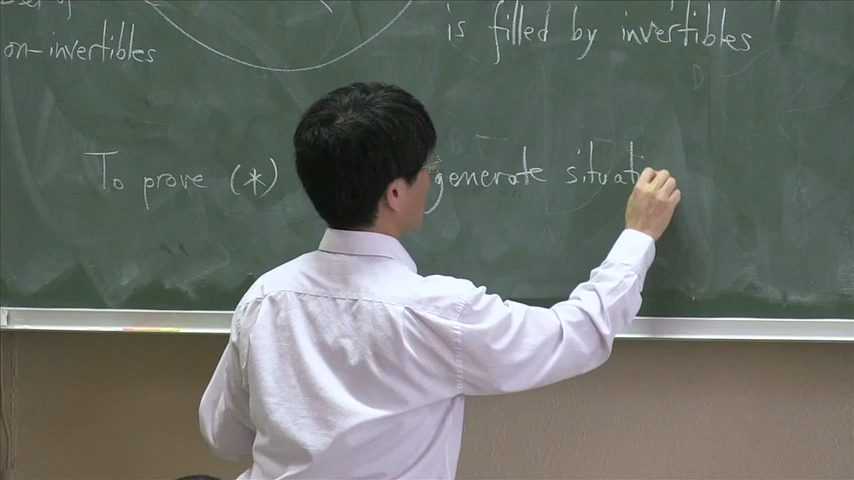 is filled by invertibles
on-invertibles
To prove (*) generate situati